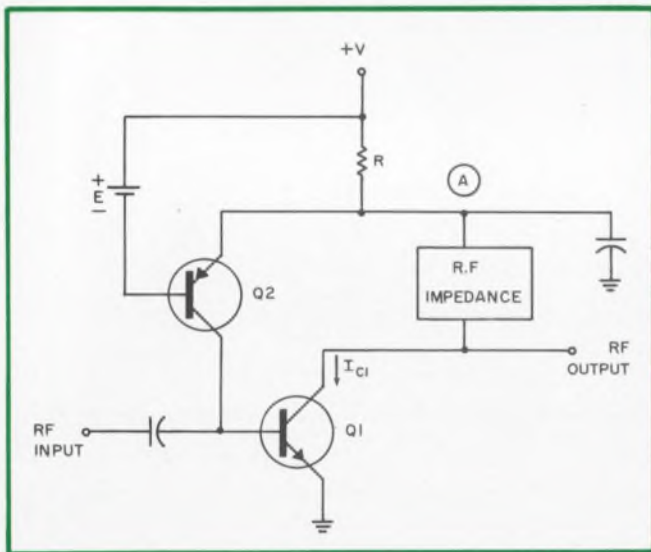 +V
R
A
+
E
−
R.F
IMPEDANCE
Q2
RF
OUTPUT
IC1
RF
INPUT
Q1